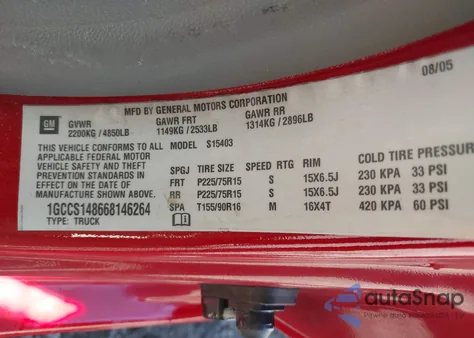 08/05
MFD BY GENERAL MOTORS CORPORATION
GM GVWR GAWR FRT GAWR RR
2200KG / 4850LB 1149KG / 2533LB 1314KG / 2896LB
THIS VEHICLE CONFORMS TO ALL S15403
APPLICABLE FEDERAL MOTOR
VEHICLE SAFETY AND THEFT
PREVENTION STANDARDS IN
EFFECT ON THE DATE OF
MANUFACTURE SHOWN ABOVE.
1GCCS148668146264
TYPE: TRUCK
SPGJ TIRE SIZE SPEED RTG RIM COLD TIRE PRESSUR
FRT P225/75R15 S 15X6.5J 230 KPA 33 PSI
RR P225/75R15 S 15X6.5J 230 KPA 33 PSI
SPA T155/90R16 M 16X4T 420 KPA 60 PSI
autoSnap